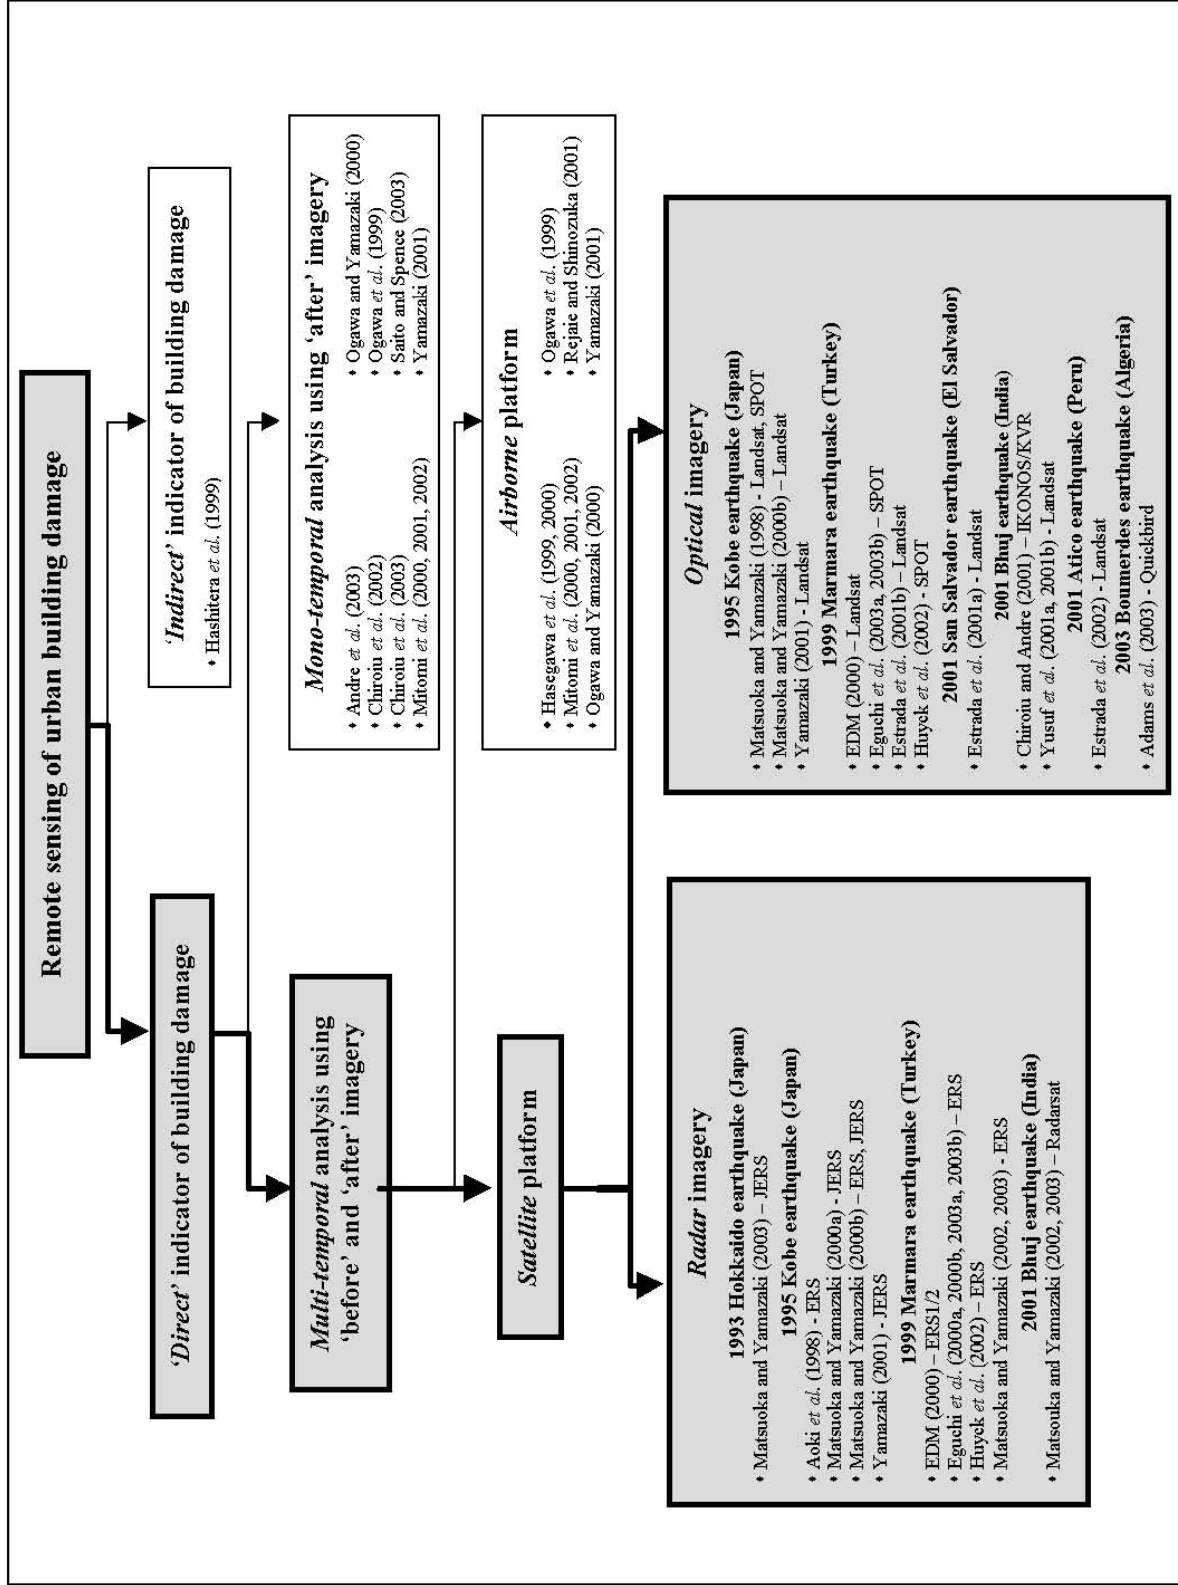 Remote sensing of urban building damage
'Direct' indicator of building damage
'Indirect' indicator of building damage
♦ Hashitera et al. (1999)
Multi-temporal analysis using
'before' and 'after' imagery
Mono-temporal analysis using 'after' imagery
♦ Andre et al. (2003)
♦ Chiroiu et al. (2002)
♦ Chiroiu et al. (2003)
♦ Mitomi et al. (2000, 2001, 2002)
♦ Ogawa and Yamazaki (2000)
♦ Ogawa et al. (1999)
♦ Saito and Spence (2003)
♦ Yamazaki (2001)
Satellite platform
Airborne platform
♦ Hasegawa et al. (1999, 2000)
♦ Mitomi et al. (2000, 2001, 2002)
♦ Ogawa and Yamazaki (2000)
♦ Ogawa et al. (1999)
♦ Rejaie and Shinozuka (2001)
♦ Yamazaki (2001)
Radar imagery
1993 Hokkaido earthquake (Japan)
♦ Matsuoka and Yamazaki (2003) – JERS
1995 Kobe earthquake (Japan)
♦ Aoki et al. (1998) - ERS
♦ Matsuoka and Yamazaki (2000a) - JERS
♦ Matsuoka and Yamazaki (2000b) – ERS, JERS
♦ Yamazaki (2001) - JERS
1999 Marmara earthquake (Turkey)
♦ EDM (2000) – ERS1/2
♦ Eguchi et al. (2000a, 2000b, 2003a, 2003b) – ERS
♦ Huyck et al. (2002) – ERS
♦ Matsuoka and Yamazaki (2002, 2003) - ERS
2001 Bhuj earthquake (India)
♦ Matsouka and Yamazaki (2002, 2003) – Radarsat
Optical imagery
1995 Kobe earthquake (Japan)
♦ Matsuoka and Yamazaki (1998) - Landsat, SPOT
♦ Matsuoka and Yamazaki (2000b) – Landsat
♦ Yamazaki (2001) - Landsat
1999 Marmara earthquake (Turkey)
♦ EDM (2000) – Landsat
♦ Eguchi et al. (2003a, 2003b) – SPOT
♦ Estrada et al. (2001b) – Landsat
♦ Huyck et al. (2002) - SPOT
2001 Ssan Salvador earthquake (El Salvador)
♦ Estrada et al. (2001a) - Landsat
2001 Bhuj earthquake (India)
♦ Chiroiu and Andre (2001) – IKONOS/KVR
♦ Yusuf et al. (2001a, 2001b) - Landsat
2001 Atico earthquake (Peru)
♦ Estrada et al. (2002) - Landsat
2003 Boumerdes earthquake (Algeria)
♦ Adams et al. (2003) - Quickbird